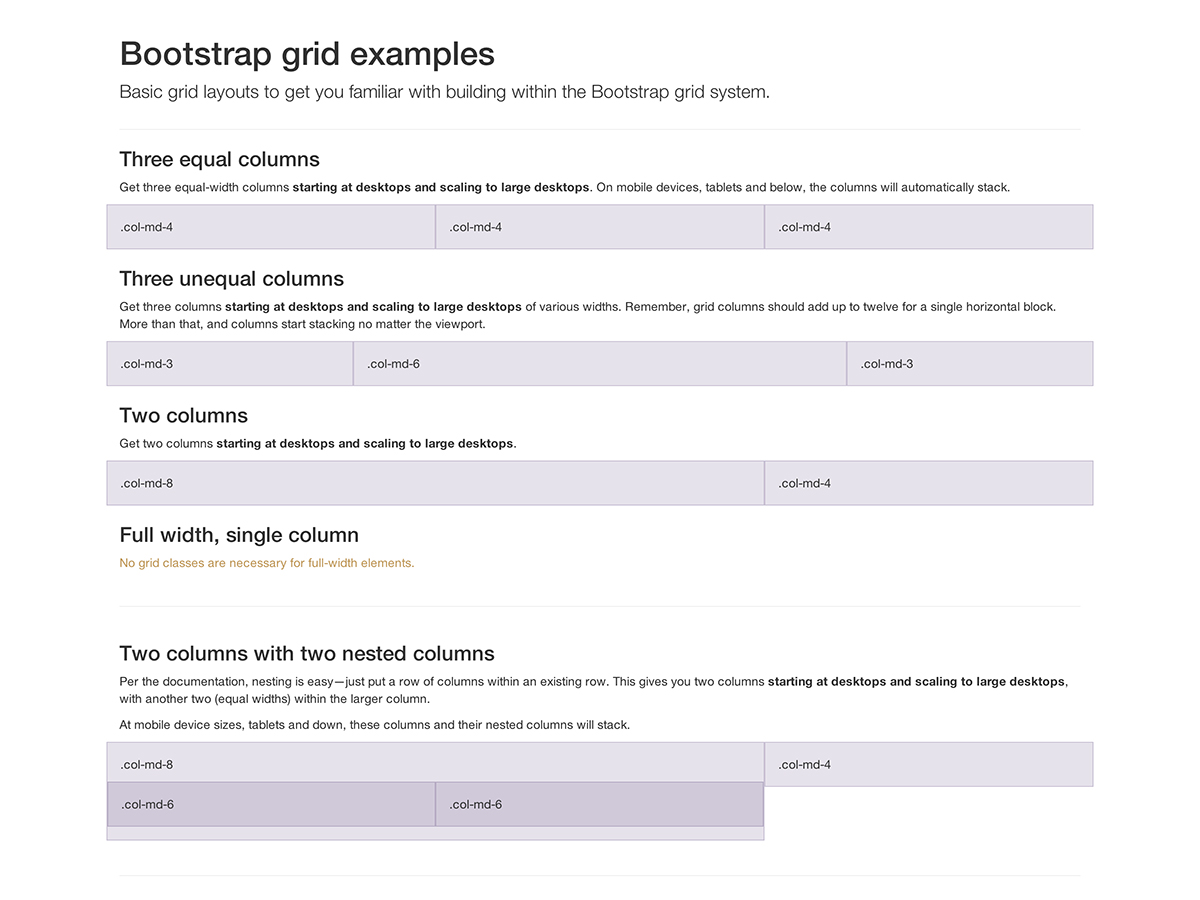 Bootstrap grid examples
Basic grid layouts to get you familiar with building within the Bootstrap grid system.
Three equal columns
Get three equal-width columns starting at desktops and scaling to large desktops. On mobile devices, tablets and below, the columns will automatically stack.
.col-md-4 .col-md-4 .col-md-4
Three unequal columns
Get three columns starting at desktops and scaling to large desktops of various widths. Remember, grid columns should add up to twelve for a single horizontal block.
More than that, and columns start stacking no matter the viewport.
.col-md-3 .col-md-6 .col-md-3
Two columns
Get two columns starting at desktops and scaling to large desktops.
.col-md-8 .col-md-4
Full width, single column
No grid classes are necessary for full-width elements.
Two columns with two nested columns
Per the documentation, nesting is easy—just put a row of columns within an existing row. This gives you two columns starting at desktops and scaling to large desktops,
with another two (equal widths) within the larger column.
At mobile device sizes, tablets and down, these columns and their nested columns will stack.
.col-md-8 .col-md-4
.col-md-6 .col-md-6